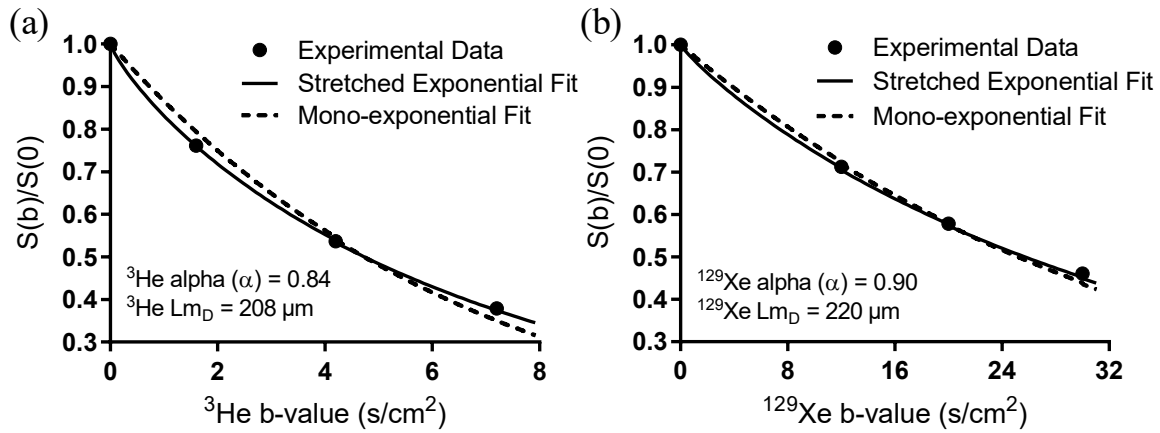 (a)
1.0
0.9
0.8
0.7
0.6
0.5
0.4
0.3
S(b)/S(0)
Experimental Data
Stretched Exponential Fit
Mono-exponential Fit
³He alpha (α) = 0.84
³He Lm_D = 208 µm
0 2 4 6 8
³He b-value (s/cm²)
(b)
1.0
0.9
0.8
0.7
0.6
0.5
0.4
0.3
S(b)/S(0)
Experimental Data
Stretched Exponential Fit
Mono-exponential Fit
¹²⁹Xe alpha (α) = 0.90
¹²⁹Xe Lm_D = 220 µm
0 8 16 24 32
¹²⁹Xe b-value (s/cm²)